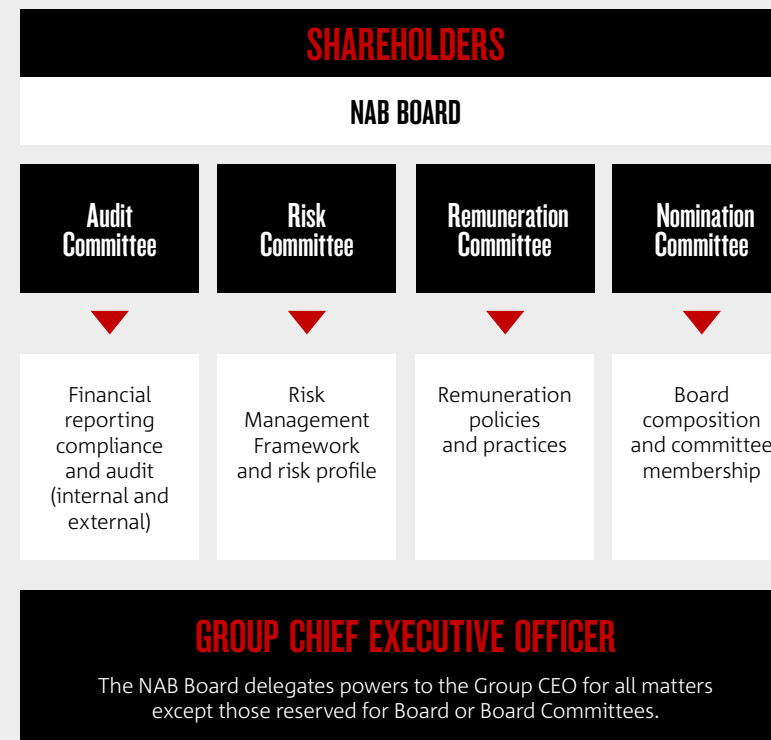 SHAREHOLDERS
NAB BOARD
Audit
Committee
Risk
Committee
Remuneration
Committee
Nomination
Committee
Financial
reporting
compliance
and audit
(internal and
external)
Risk
Management
Framework
and risk profile
Remuneration
policies
and practices
Board
composition
and committee
membership
GROUP CHIEF EXECUTIVE OFFICER
The NAB Board delegates powers to the Group CEO for all matters
except those reserved for Board or Board Committees.